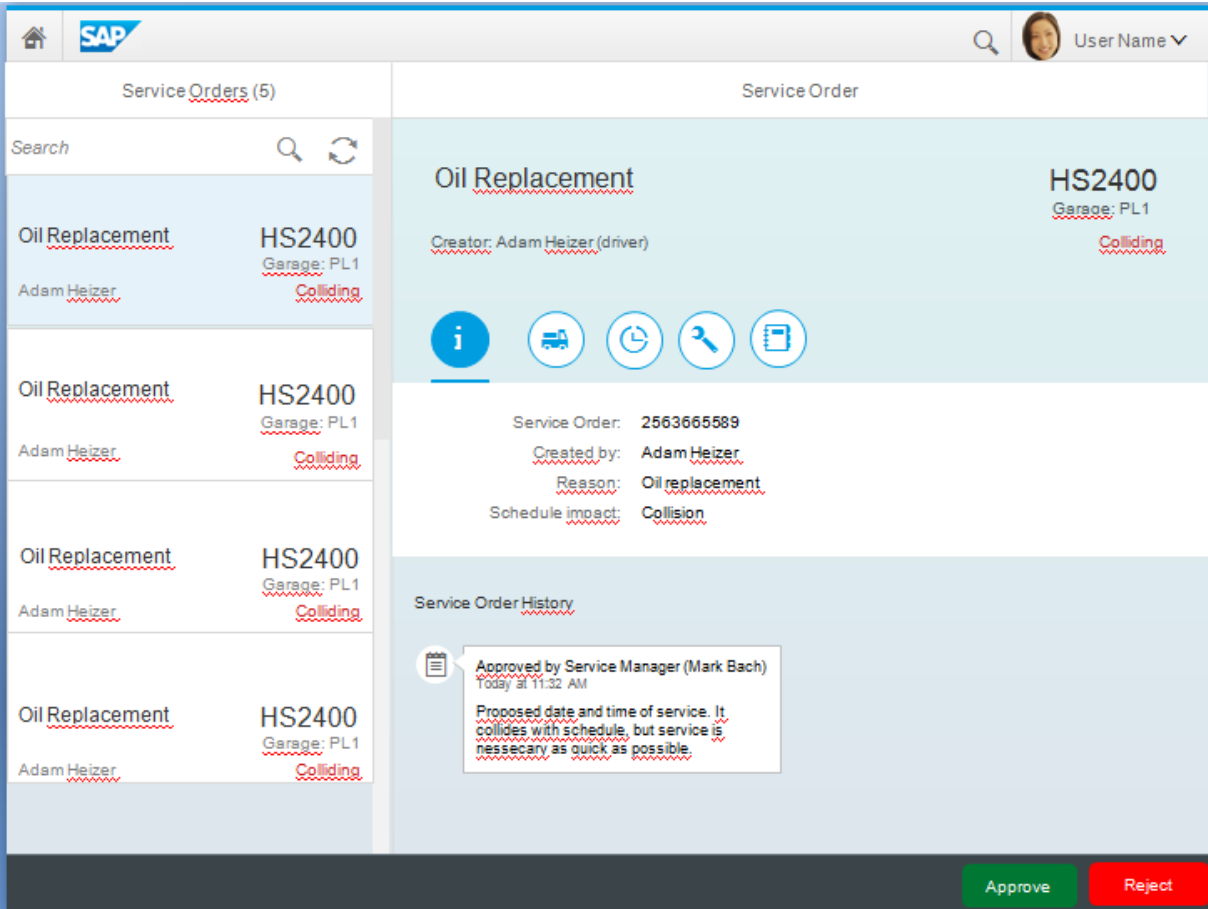 SAP
User Name
Service Orders (5)
Service Order
Search
Oil Replacement
HS2400
Garage: PL1
Adam Heizer
Colliding
Oil Replacement
HS2400
Garage: PL1
Adam Heizer
Colliding
Oil Replacement
HS2400
Garage: PL1
Adam Heizer
Colliding
Oil Replacement
HS2400
Garage: PL1
Adam Heizer
Colliding
Oil Replacement
HS2400
Garage: PL1
Creator: Adam Heizer (driver)
Colliding
i
Service Order: 2563665589
Created by: Adam Heizer
Reason: Oil replacement
Schedule impact: Collision
Service Order History
Approved by Service Manager (Mark Bach)
Today at 11:32 AM
Proposed date and time of service. It
collides with schedule, but service is
nessecary as quick as possible.
Approve
Reject